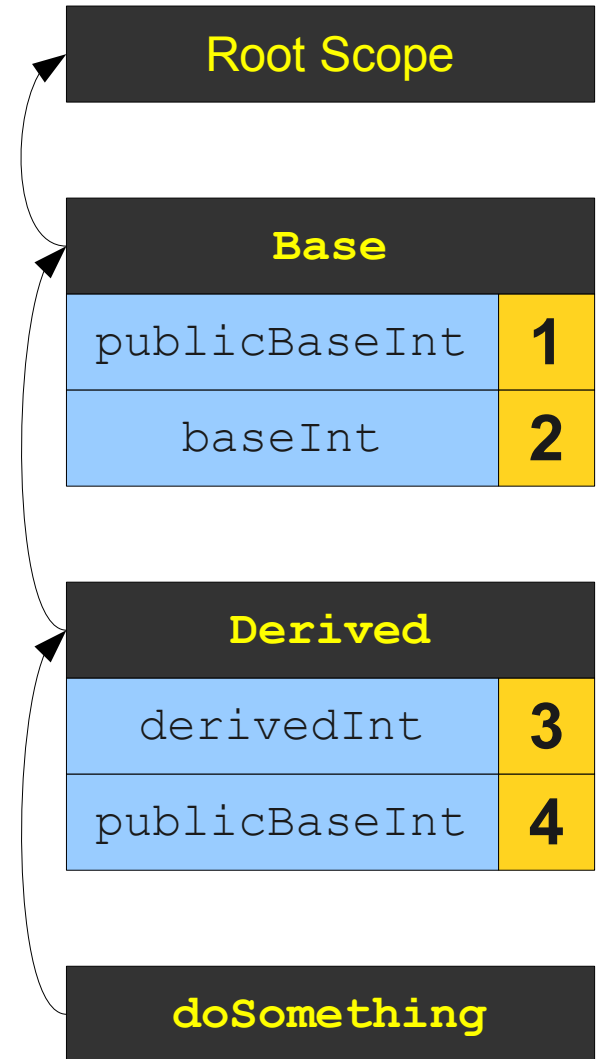 Root Scope
Base
publicBaseInt 1
baseInt 2
Derived
derivedInt 3
publicBaseInt 4
doSomething